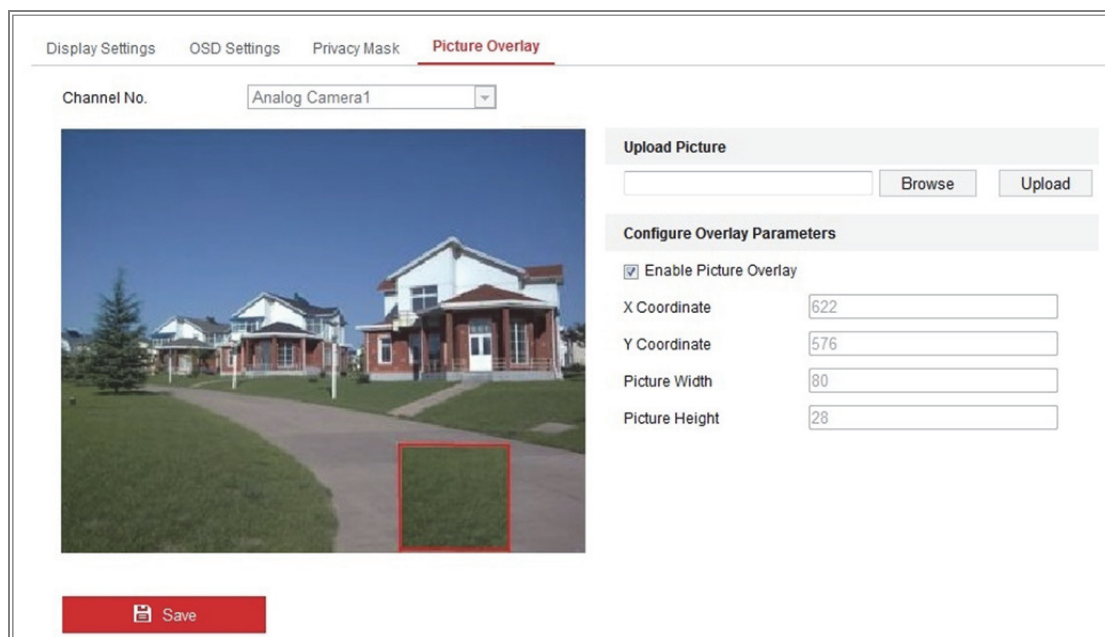 Display Settings OSD Settings Privacy Mask Picture Overlay
Channel No. Analog Camera1
Upload Picture
Browse Upload
Configure Overlay Parameters
Enable Picture Overlay
X Coordinate 622
Y Coordinate 576
Picture Width 80
Picture Height 28
Save